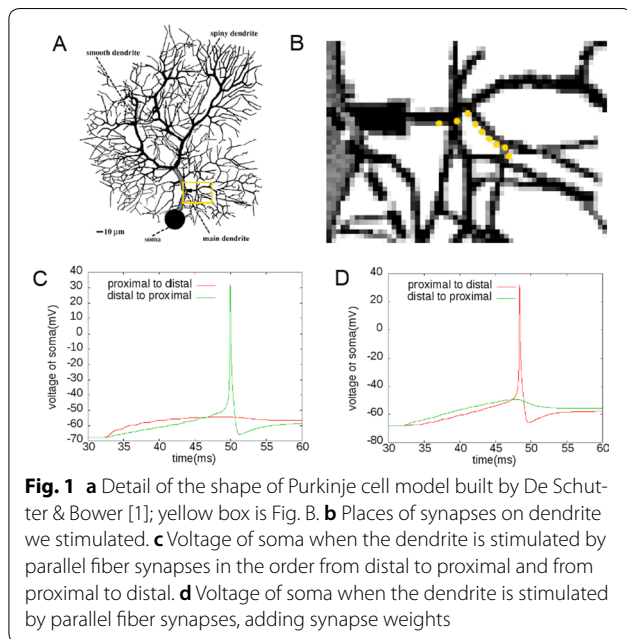 A
spiny dendrite
smooth dendrite
10 μm
soma
main dendrite
B
C
40
30
20
10
0
-10
-20
-30
-40
-50
-60
-70
30 35 40 45 50 55 60
voltage of soma(mV)
time(ms)
proximal to distal
distal to proximal
D
40
20
0
-20
-40
-60
-80
30 35 40 45 50 55 60
voltage of soma(mV)
time(ms)
proximal to distal
distal to proximal
Fig. 1 a Detail of the shape of Purkinje cell model built by De Schut-
ter & Bower [1]; yellow box is Fig. B. b Places of synapses on dendrite
we stimulated. c Voltage of soma when the dendrite is stimulated by
parallel fiber synapses in the order from distal to proximal and from
proximal to distal. d Voltage of soma when the dendrite is stimulated
by parallel fiber synapses, adding synapse weights